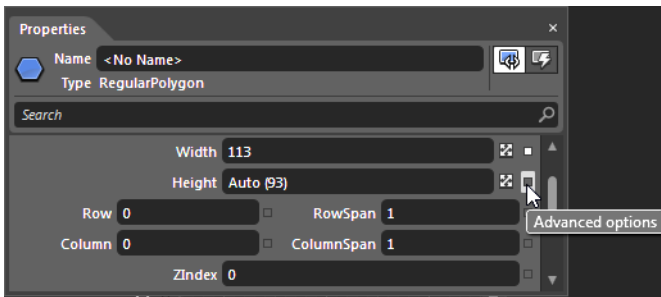 Properties
Name <No Name>
Type RegularPolygon
Search
Width 113
Height Auto (93)
Row 0 RowSpan 1
Advanced options
Column 0 ColumnSpan 1
ZIndex 0